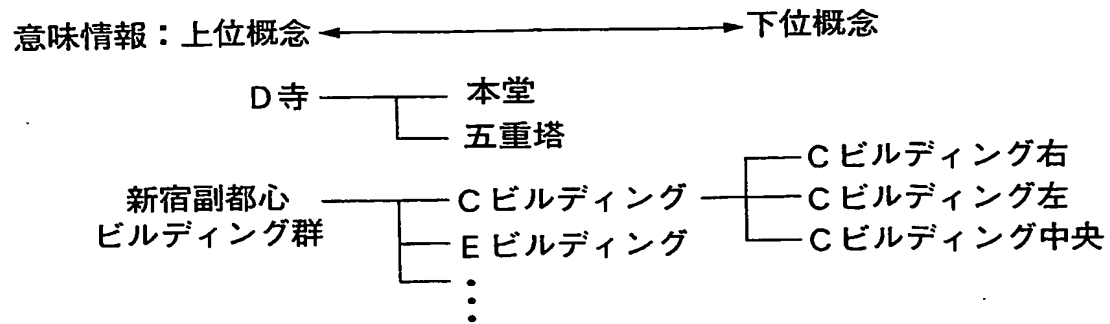 意味情報：上位概念 下位概念
D寺 本堂
五重塔
Cビルディング右
新宿副都心 Cビルディング Cビルディング左
ビルディング群 Eビルディング Cビルディング中央